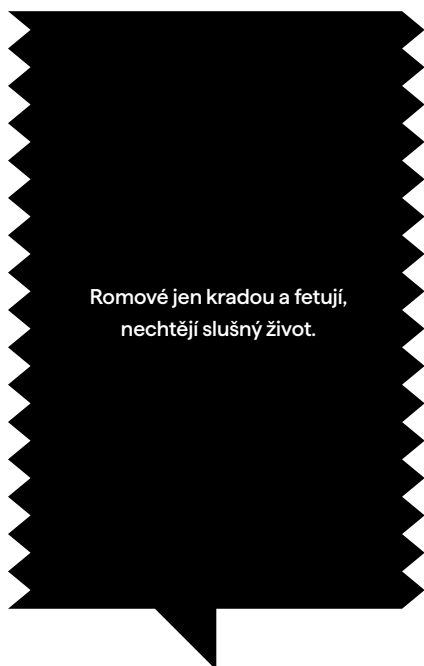 Romové jen kradou a fetují,
nechtějí slušný život.